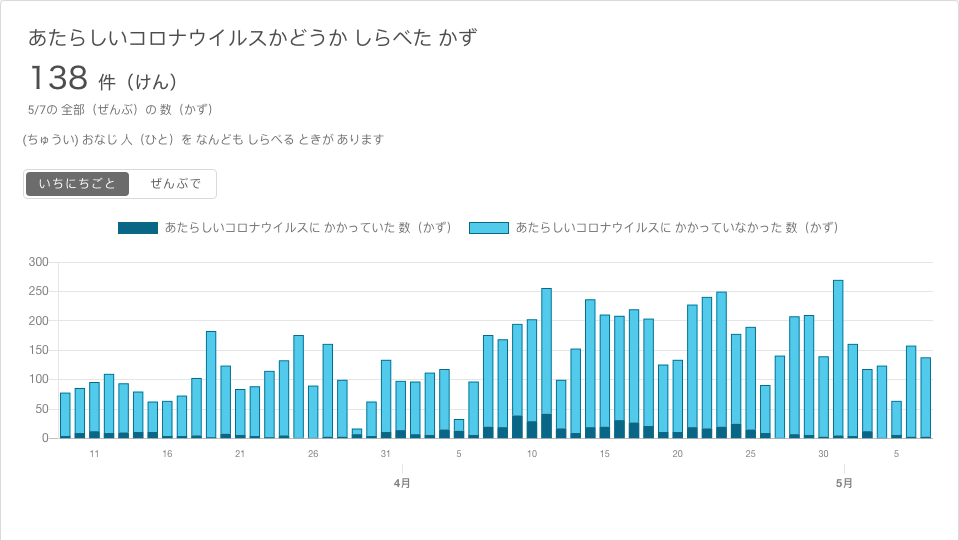 あたらしいコロナウイルスかどうか しらべた かず
138 件（けん）
5/7の 全部（ぜんぶ）の 数（かず）
(ちゅうい) おなじ 人（ひと）を なんども しらべる ときが あります
いちにちごと ぜんぶで
あたらしいコロナウイルスに かかっていた 数（かず） あたらしいコロナウイルスに かかっていなかった 数（かず）
300
250
200
150
100
50
0
11 16 21 26 31 5 10 15 20 25 30 5
4月 5月